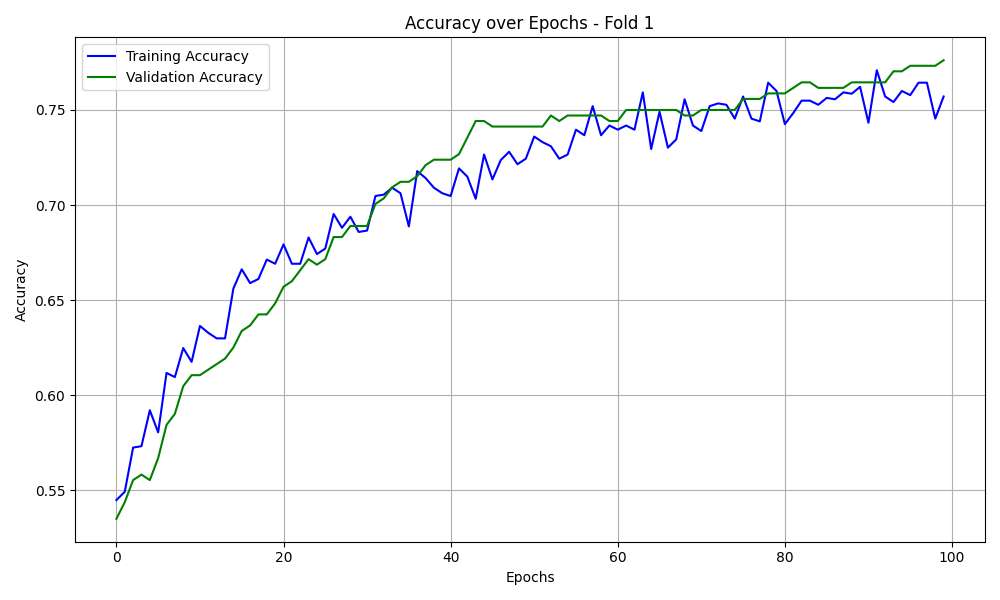 Accuracy over Epochs - Fold 1
Training Accuracy
Validation Accuracy
Accuracy
0.75
0.70
0.65
0.60
0.55
0 20 40 60 80 100
Epochs